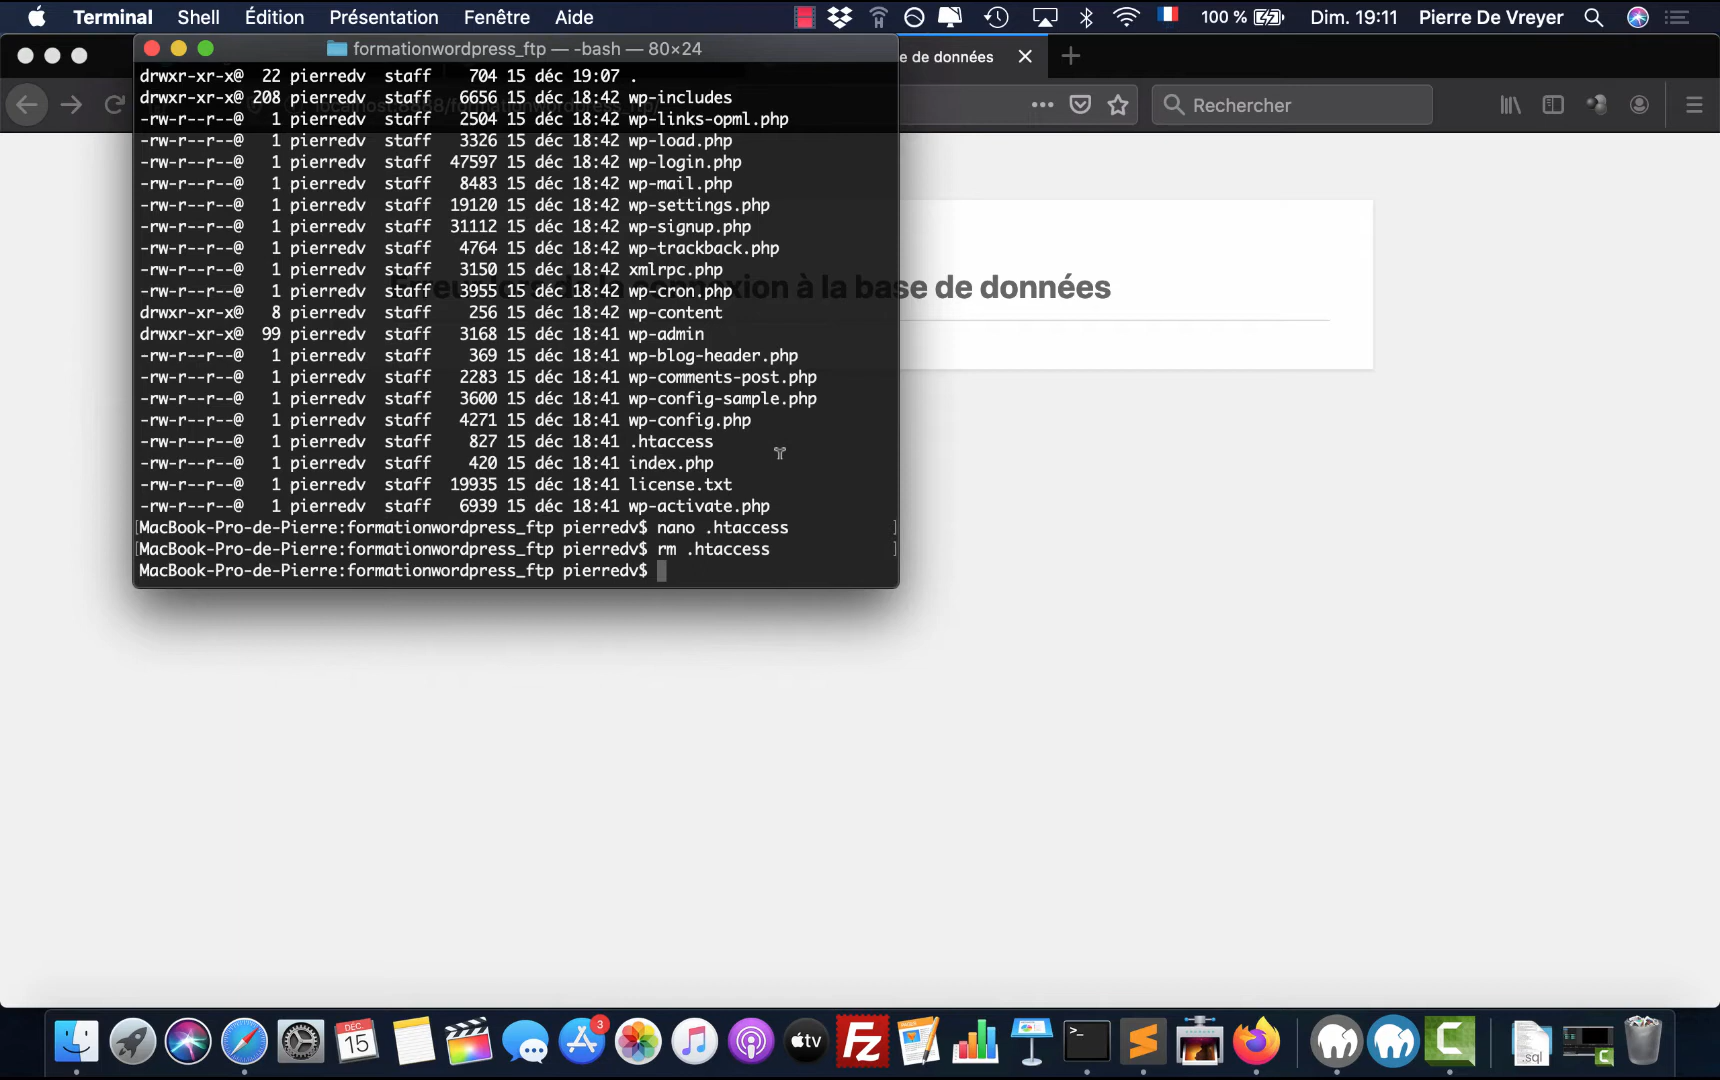 Terminal Shell Édition Présentation Fenêtre Aide 100 % Dim. 19:11 Pierre De Vreyer
formationwordpress_ftp — -bash — 80×24
e de données
Rechercher
drwxr-xr-x@ 22 pierredv staff 704 15 déc 19:07 .
drwxr-xr-x@ 208 pierredv staff 6656 15 déc 18:42 wp-includes
-rw-r--r--@ 1 pierredv staff 2504 15 déc 18:42 wp-links-opml.php
-rw-r--r--@ 1 pierredv staff 3326 15 déc 18:42 wp-load.php
-rw-r--r--@ 1 pierredv staff 47597 15 déc 18:42 wp-login.php
-rw-r--r--@ 1 pierredv staff 8483 15 déc 18:42 wp-mail.php
-rw-r--r--@ 1 pierredv staff 19120 15 déc 18:42 wp-settings.php
-rw-r--r--@ 1 pierredv staff 31112 15 déc 18:42 wp-signup.php
-rw-r--r--@ 1 pierredv staff 4764 15 déc 18:42 wp-trackback.php
-rw-r--r--@ 1 pierredv staff 3150 15 déc 18:42 xmlrpc.php
-rw-r--r--@ 1 pierredv staff 3955 15 déc 18:42 wp-cron.php
drwxr-xr-x@ 8 pierredv staff 256 15 déc 18:42 wp-content
drwxr-xr-x@ 99 pierredv staff 3168 15 déc 18:41 wp-admin
-rw-r--r--@ 1 pierredv staff 369 15 déc 18:41 wp-blog-header.php
-rw-r--r--@ 1 pierredv staff 2283 15 déc 18:41 wp-comments-post.php
-rw-r--r--@ 1 pierredv staff 3600 15 déc 18:41 wp-config-sample.php
-rw-r--r--@ 1 pierredv staff 4271 15 déc 18:41 wp-config.php
-rw-r--r--@ 1 pierredv staff 827 15 déc 18:41 .htaccess
-rw-r--r--@ 1 pierredv staff 420 15 déc 18:41 index.php
-rw-r--r--@ 1 pierredv staff 19935 15 déc 18:41 license.txt
-rw-r--r--@ 1 pierredv staff 6939 15 déc 18:41 wp-activate.php
[MacBook-Pro-de-Pierre:formationwordpress_ftp pierredv$ nano .htaccess ]
[MacBook-Pro-de-Pierre:formationwordpress_ftp pierredv$ rm .htaccess ]
MacBook-Pro-de-Pierre:formationwordpress_ftp pierredv$
connexion à la base de données
DÉC.
15
3
tv
Fz
>_
.sql
C